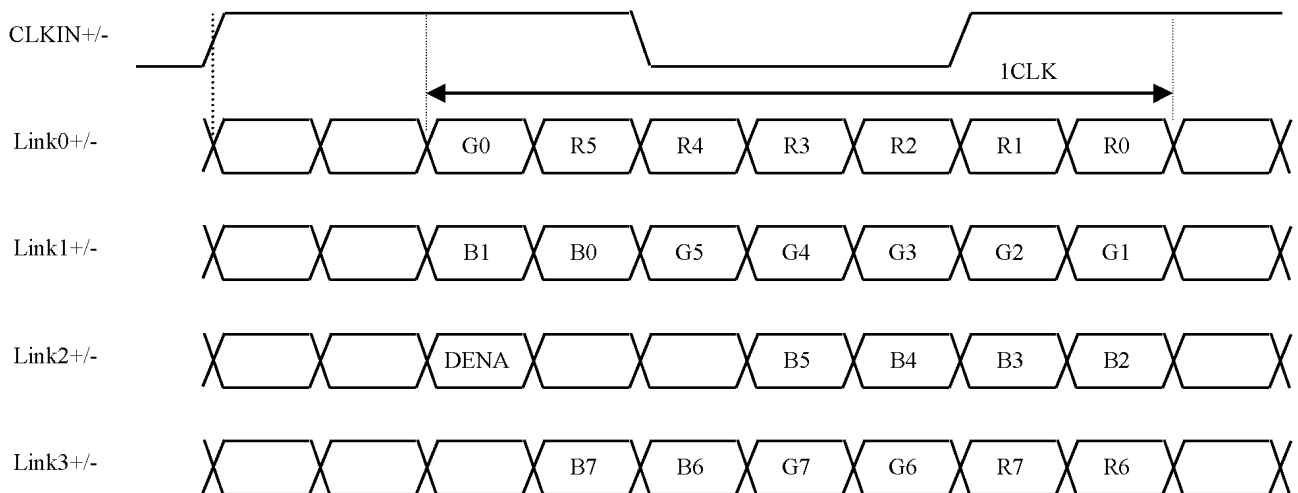 CLKIN+/-
1CLK
Link0+/- G0 R5 R4 R3 R2 R1 R0
Link1+/- B1 B0 G5 G4 G3 G2 G1
Link2+/- DENA B5 B4 B3 B2
Link3+/- B7 B6 G7 G6 R7 R6